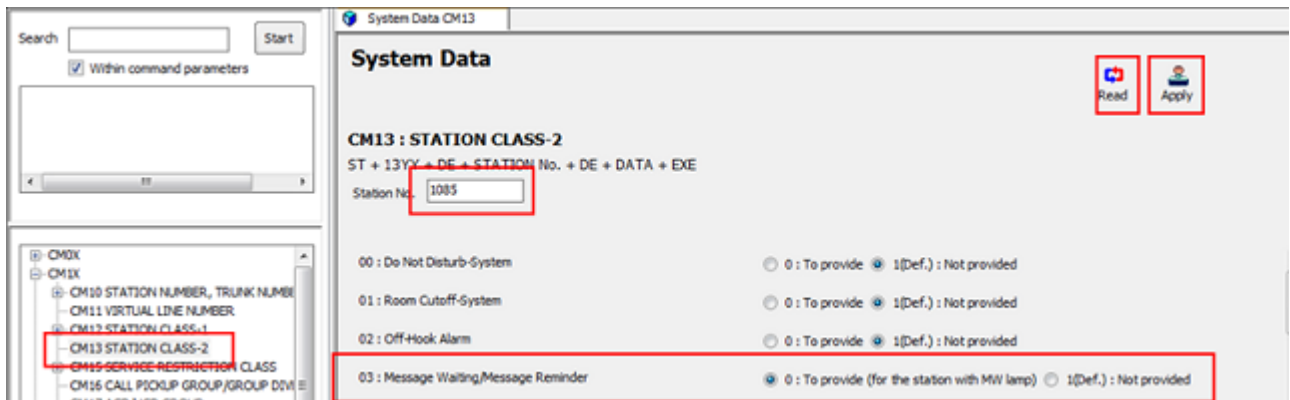 Search
Start
Within command parameters
CM0X
CM1X
CM10 STATION NUMBER, TRUNK NUMBE
CM11 VIRTUAL LINE NUMBER
CM12 STATION CLASS-1
CM13 STATION CLASS-2
CM15 SERVICE RESTRICTION CLASS
CM16 CALL PICKUP GROUP/GROUP DIVI
System Data CM13
System Data
Read
Apply
CM13 : STATION CLASS-2
ST + 13YY + DE + STATION No. + DE + DATA + EXE
Station No. 1085
00 : Do Not Disturb-System 0 : To provide 1(Def.) : Not provided
01 : Room Cutoff-System 0 : To provide 1(Def.) : Not provided
02 : Off-Hook Alarm 0 : To provide 1(Def.) : Not provided
03 : Message Waiting/Message Reminder 0 : To provide (for the station with MW lamp) 1(Def.) : Not provided